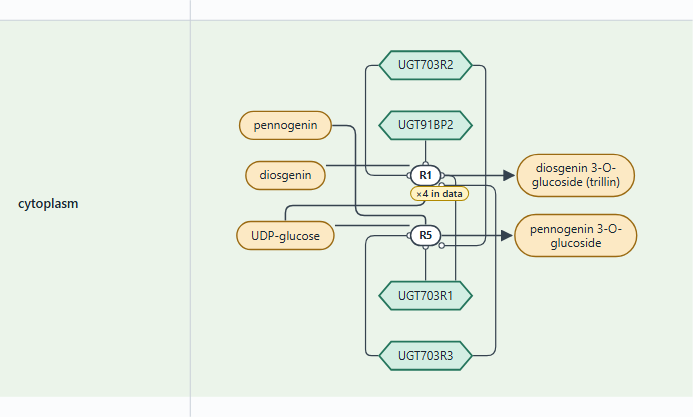 UGT703R2
pennogenin
UGT91BP2
diosgenin
R1
diosgenin 3-O-
glucoside (trillin)
×4 in data
cytoplasm
UDP-glucose
R5
pennogenin 3-O-
glucoside
UGT703R1
UGT703R3